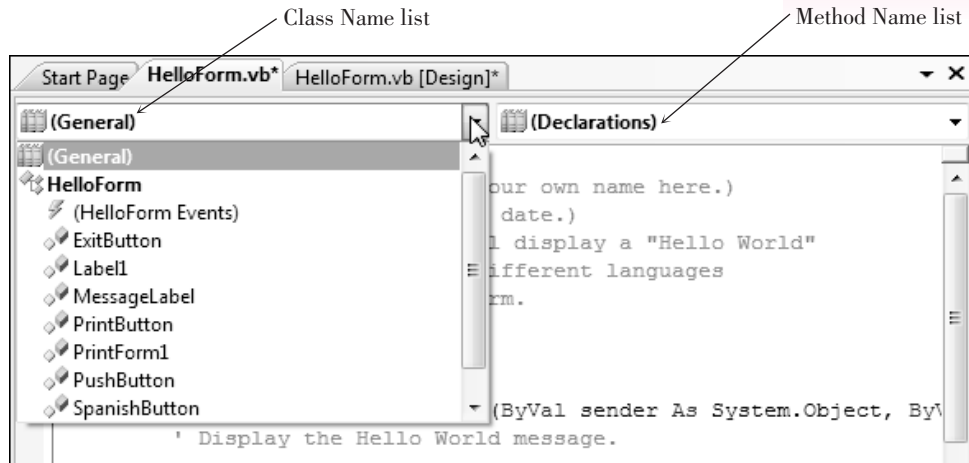 Class Name list
Method Name list
Start Page
HelloForm.vb*
HelloForm.vb [Design]*
(General)
(Declarations)
(General)
HelloForm
(HelloForm Events)
ExitButton
Label1
MessageLabel
PrintButton
PrintForm1
PushButton
SpanishButton
our own name here.)
date.)
l display a "Hello World"
ifferent languages
rm.
(ByVal sender As System.Object, By
' Display the Hello World message.